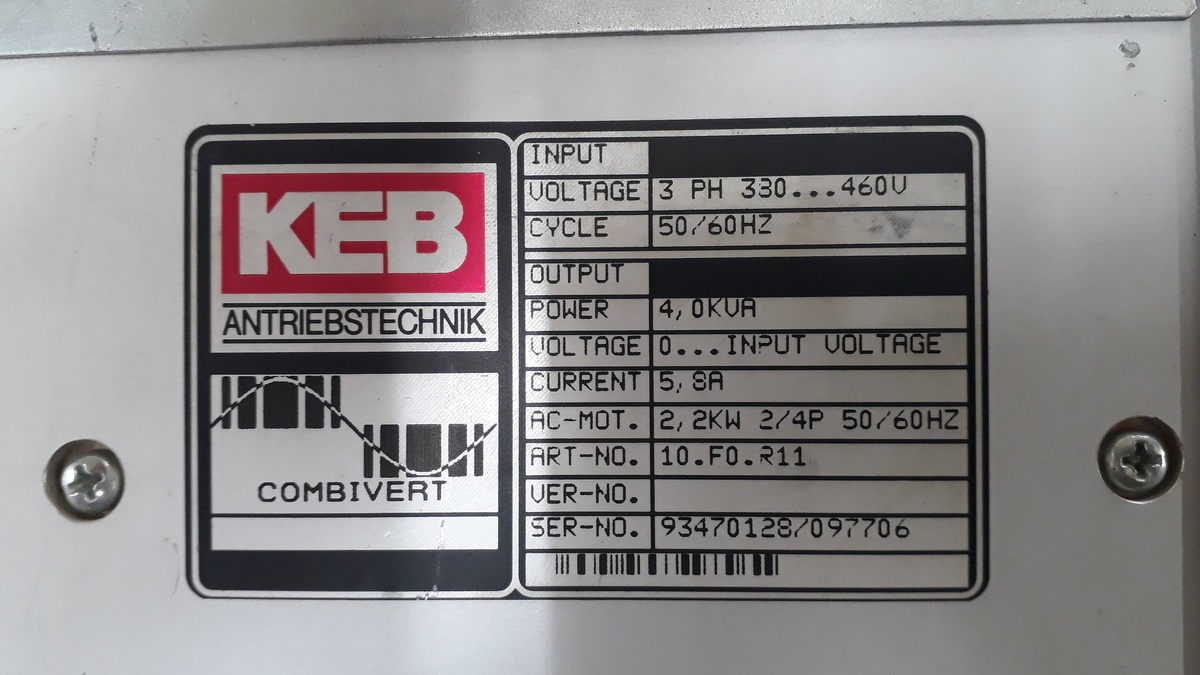 KEB
ANTRIEBSTECHNIK
COMBIVERT
INPUT
VOLTAGE 3 PH 380...460V
CYCLE 50/60HZ
OUTPUT
POWER 4,0KVA
VOLTAGE 0...INPUT VOLTAGE
CURRENT 5,8A
AC-MOT. 2,2KW 2/4P 50/60HZ
ART-NO. 10.F0.R11
VER-NO.
SER-NO. 93470128/097706